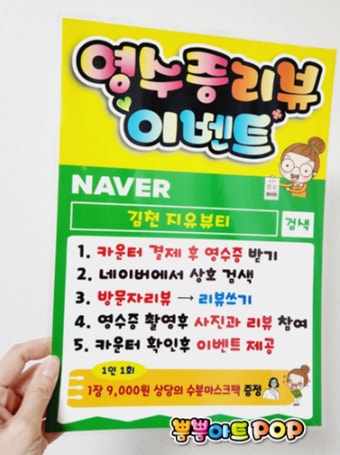 영수증리뷰
이벤트
NAVER
김천 지유뷰티 검색
1. 카운터 결제 후 영수증 받기
2. 네이버에서 상호 검색
3. 방문자리뷰 → 리뷰쓰기
4. 영수증 촬영후 사진과 리뷰 참여
5. 카운터 확인후 이벤트 제공
1인 1회
1장 9,000원 상당의 수분마스크팩 증정
뿜뿜아트POP